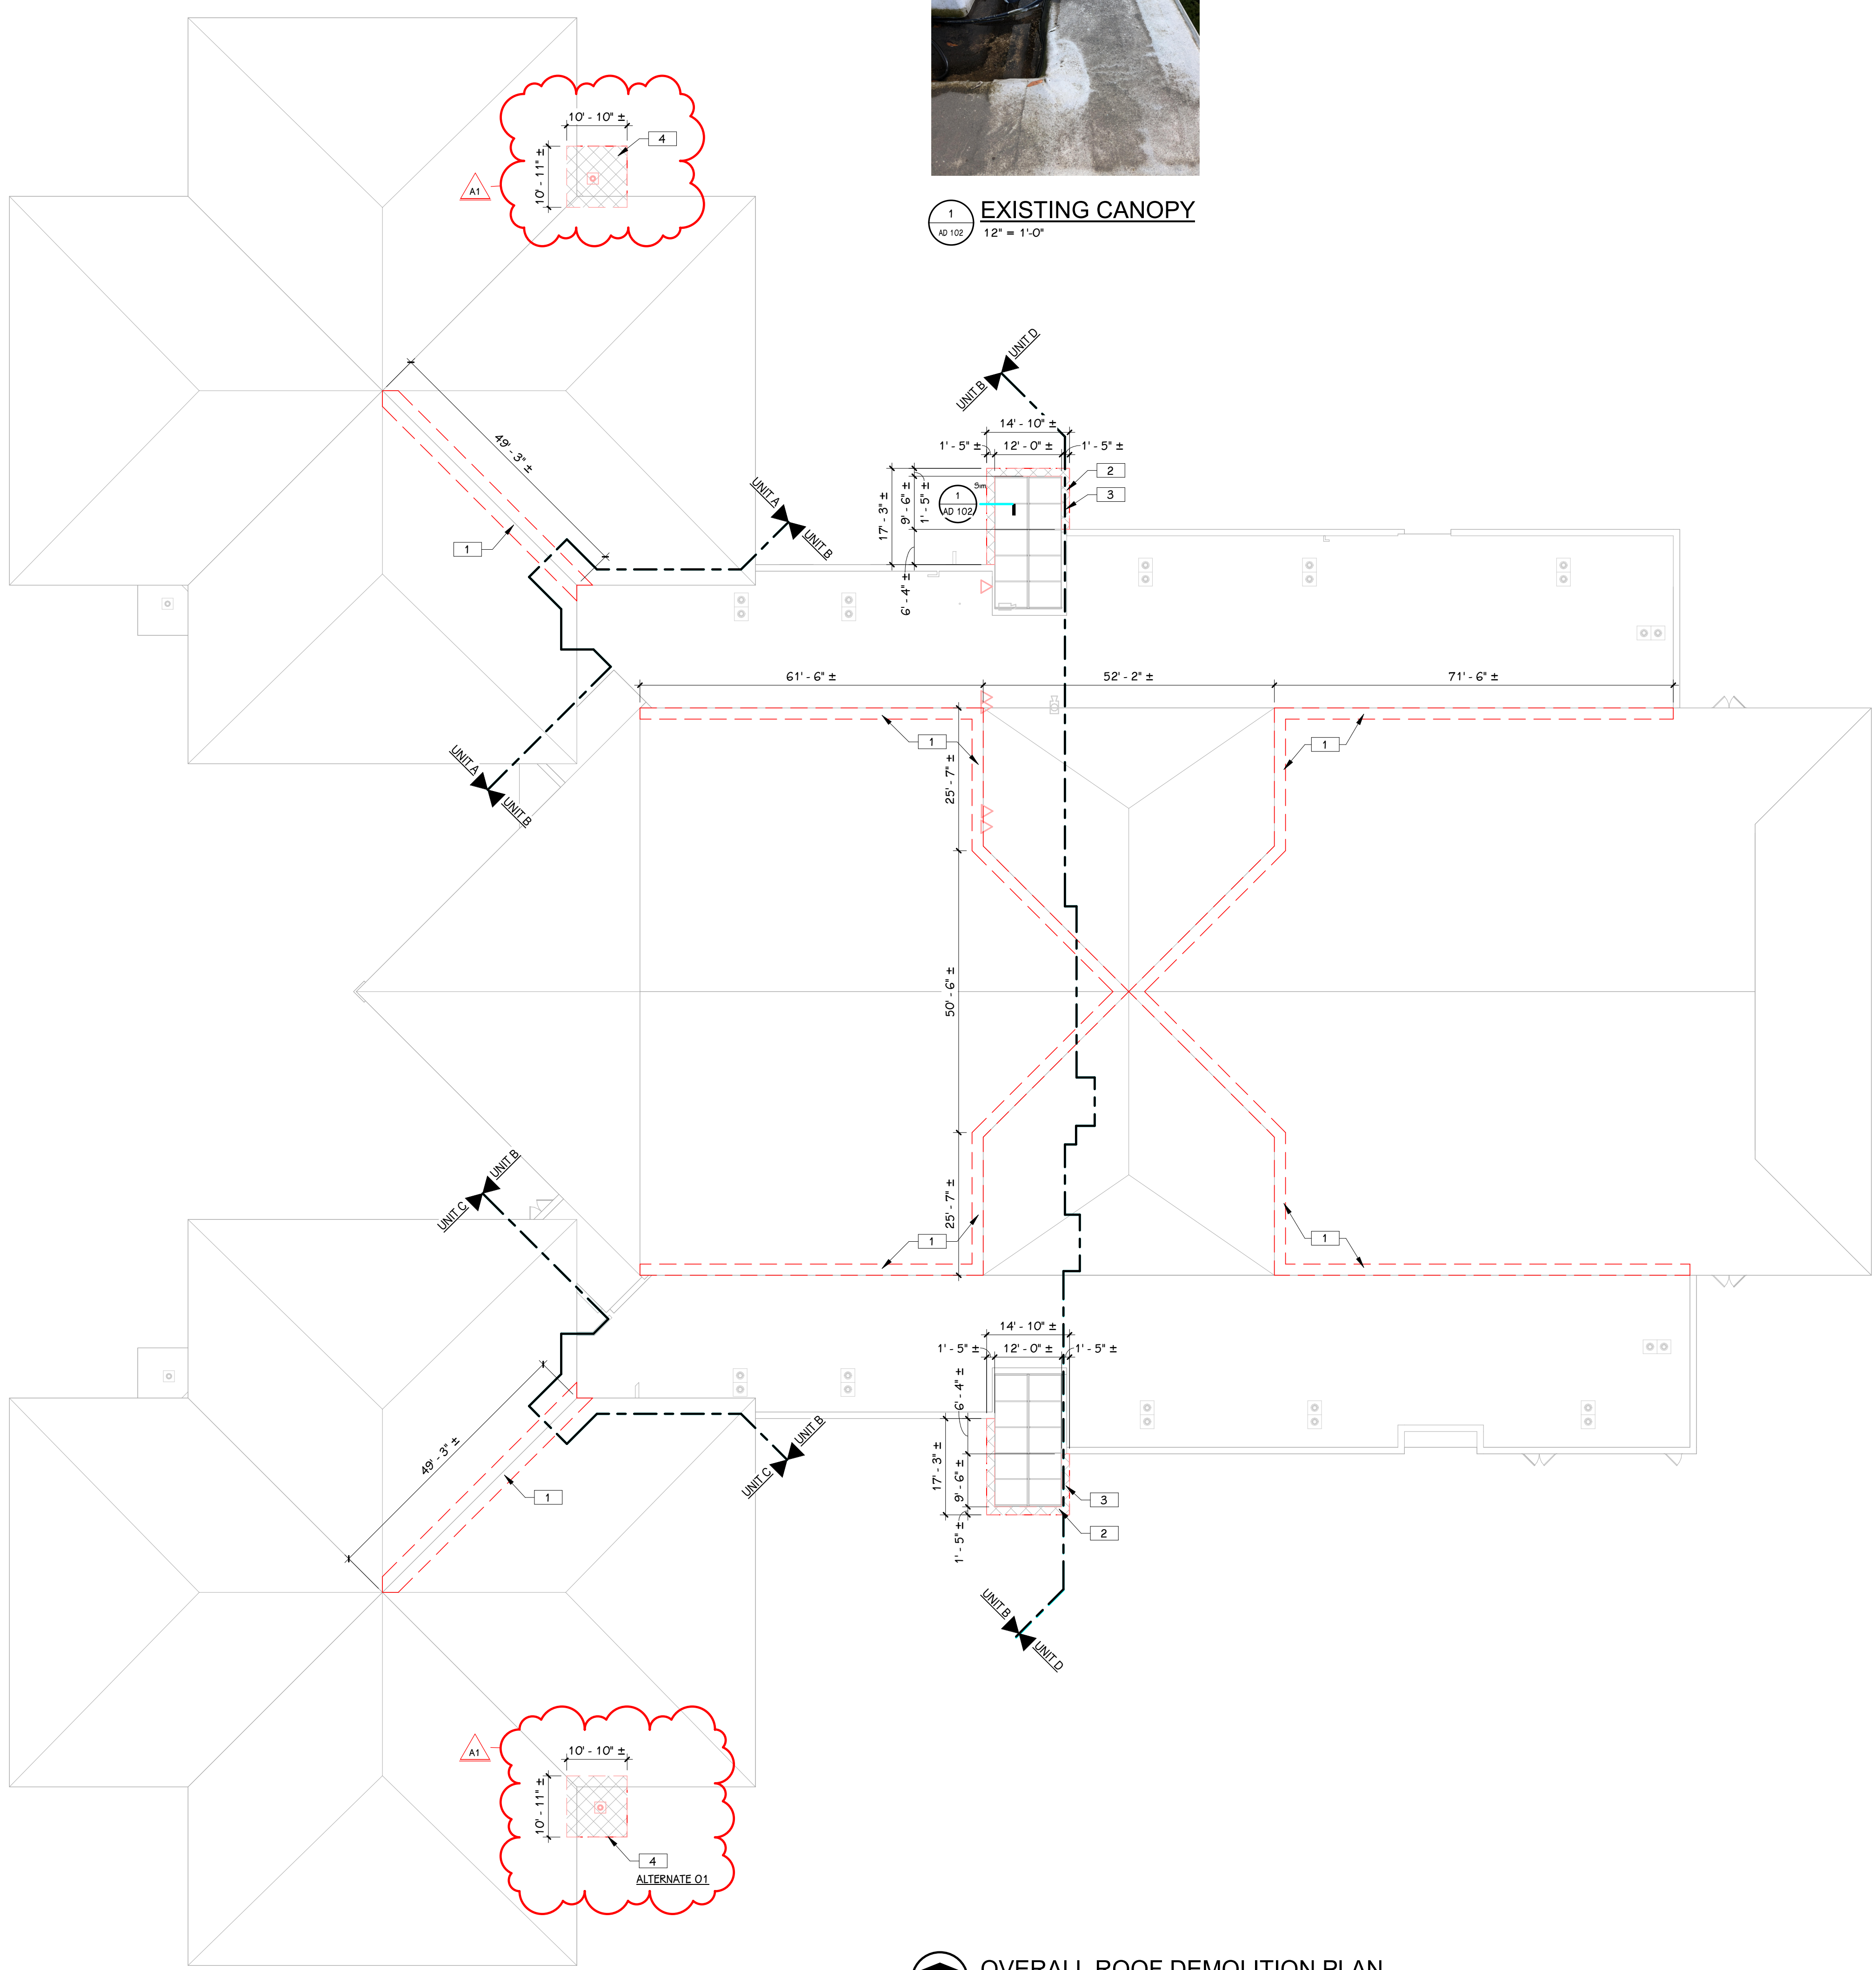 10' - 10" ±
4
10' - 11" ±
A1
1
AD 102
EXISTING CANOPY
12" = 1'-0"
UNIT D
UNIT B
49' - 3" ±
14' - 10" ±
1' - 5" ±
12' - 0" ±
1' - 5" ±
2
3
Sim
1
AD 102
17' - 3" ±
9' - 6" ±
1' - 5" ±
6' - 4" ±
UNIT A
UNIT B
1
61' - 6" ±
52' - 2" ±
71' - 6" ±
1
1
25' - 7" ±
UNIT A
UNIT B
50' - 6" ±
UNIT B
UNIT C
25' - 7" ±
1
1
14' - 10" ±
1' - 5" ±
12' - 0" ±
1' - 5" ±
6' - 4" ±
17' - 3" ±
9' - 6" ±
1' - 5" ±
3
2
49' - 3" ±
1
UNIT B
UNIT C
UNIT B
UNIT D
A1
10' - 10" ±
10' - 11" ±
4
ALTERNATE 01
OVERALL ROOF DEMOLITION PLAN